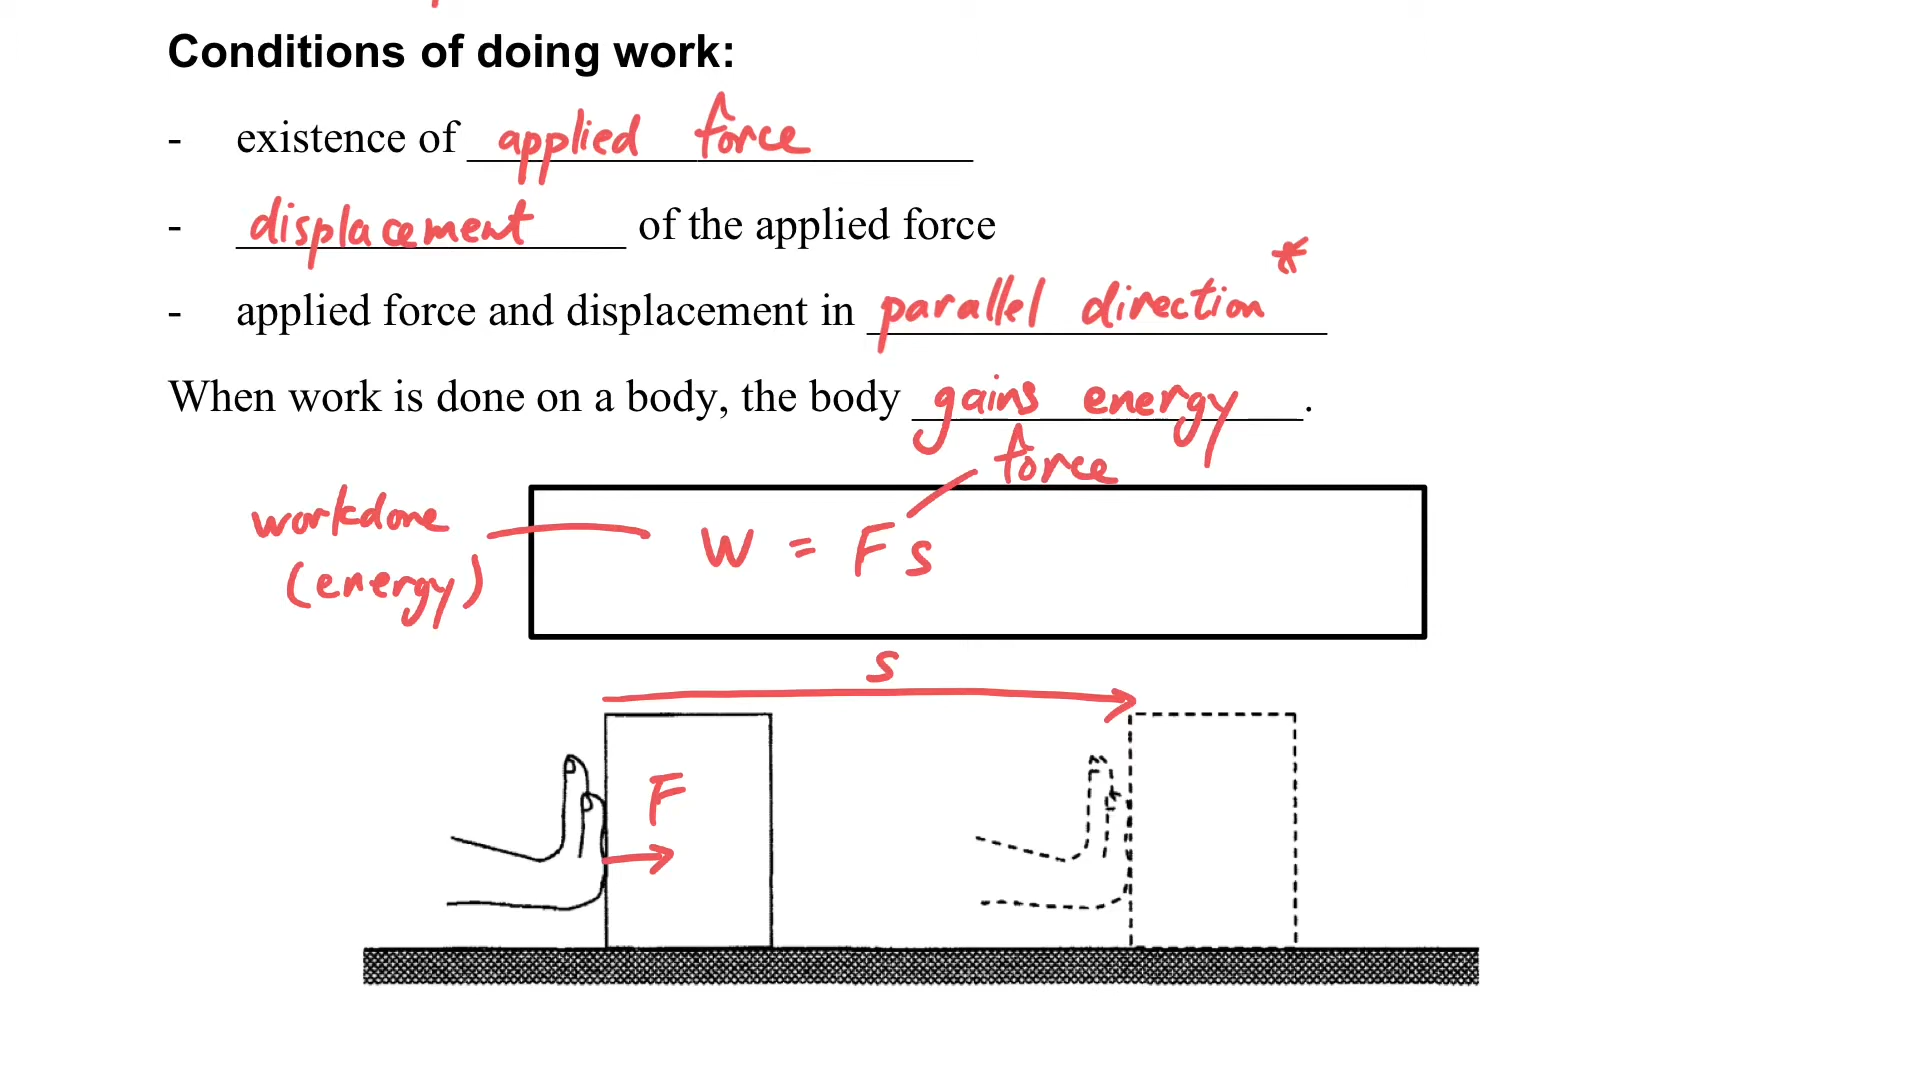 Conditions of doing work:
- existence of applied force
- displacement of the applied force
- applied force and displacement in parallel direction *
When work is done on a body, the body gains energy.
force
workdone
(energy)
W = Fs
s
F